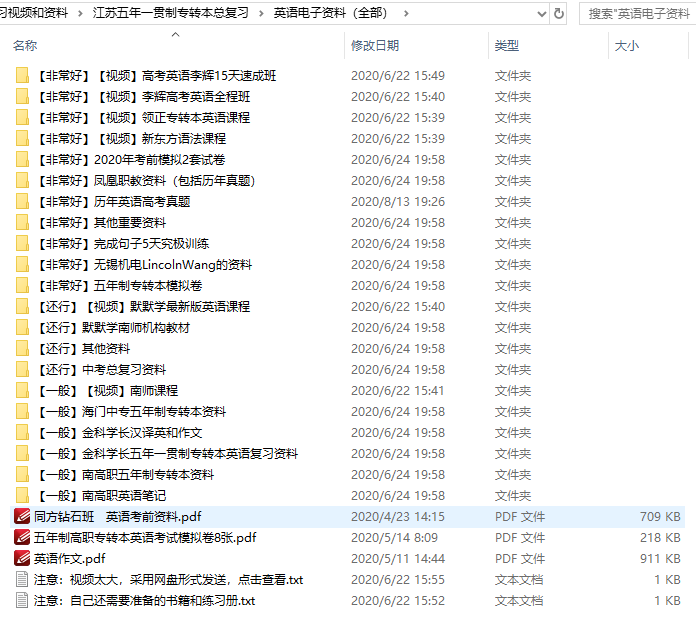 习视频和资料 › 江苏五年一贯制专转本总复习 › 英语电子资料（全部） › 搜索"英语电子资料
名称 修改日期 类型 大小
【非常好】【视频】高考英语李辉15天速成班 2020/6/22 15:49 文件夹
【非常好】【视频】李辉高考英语全程班 2020/6/22 15:40 文件夹
【非常好】【视频】领正专转本英语课程 2020/6/22 15:39 文件夹
【非常好】【视频】新东方语法课程 2020/6/22 15:39 文件夹
【非常好】2020年考前模拟2套试卷 2020/6/24 19:58 文件夹
【非常好】凤凰职教资料（包括历年真题） 2020/6/24 19:58 文件夹
【非常好】历年英语高考真题 2020/8/13 19:26 文件夹
【非常好】其他重要资料 2020/6/24 19:58 文件夹
【非常好】完成句子5天究极训练 2020/6/24 19:58 文件夹
【非常好】无锡机电LincolnWang的资料 2020/6/24 19:58 文件夹
【非常好】五年制专转本模拟卷 2020/6/24 19:58 文件夹
【还行】【视频】默默学最新版英语课程 2020/6/22 15:40 文件夹
【还行】默默学南师机构教材 2020/6/24 19:58 文件夹
【还行】其他资料 2020/6/24 19:58 文件夹
【还行】中考总复习资料 2020/6/24 19:58 文件夹
【一般】【视频】南师课程 2020/6/22 15:41 文件夹
【一般】海门中专五年制专转本资料 2020/6/24 19:58 文件夹
【一般】金科学长汉译英和作文 2020/6/24 19:58 文件夹
【一般】金科学长五年一贯制专转本英语复习资料 2020/6/24 19:58 文件夹
【一般】南高职五年制专转本资料 2020/6/24 19:58 文件夹
【一般】南高职英语笔记 2020/6/24 19:58 文件夹
同方钻石班 英语考前资料.pdf 2020/4/23 14:15 PDF 文件 709 KB
五年制高职专转本英语考试模拟卷8张.pdf 2020/5/14 8:09 PDF 文件 218 KB
英语作文.pdf 2020/5/11 14:44 PDF 文件 911 KB
注意：视频太大，采用网盘形式发送，点击查看.txt 2020/6/22 15:55 文本文档 1 KB
注意：自己还需要准备的书籍和练习册.txt 2020/6/22 15:52 文本文档 1 KB